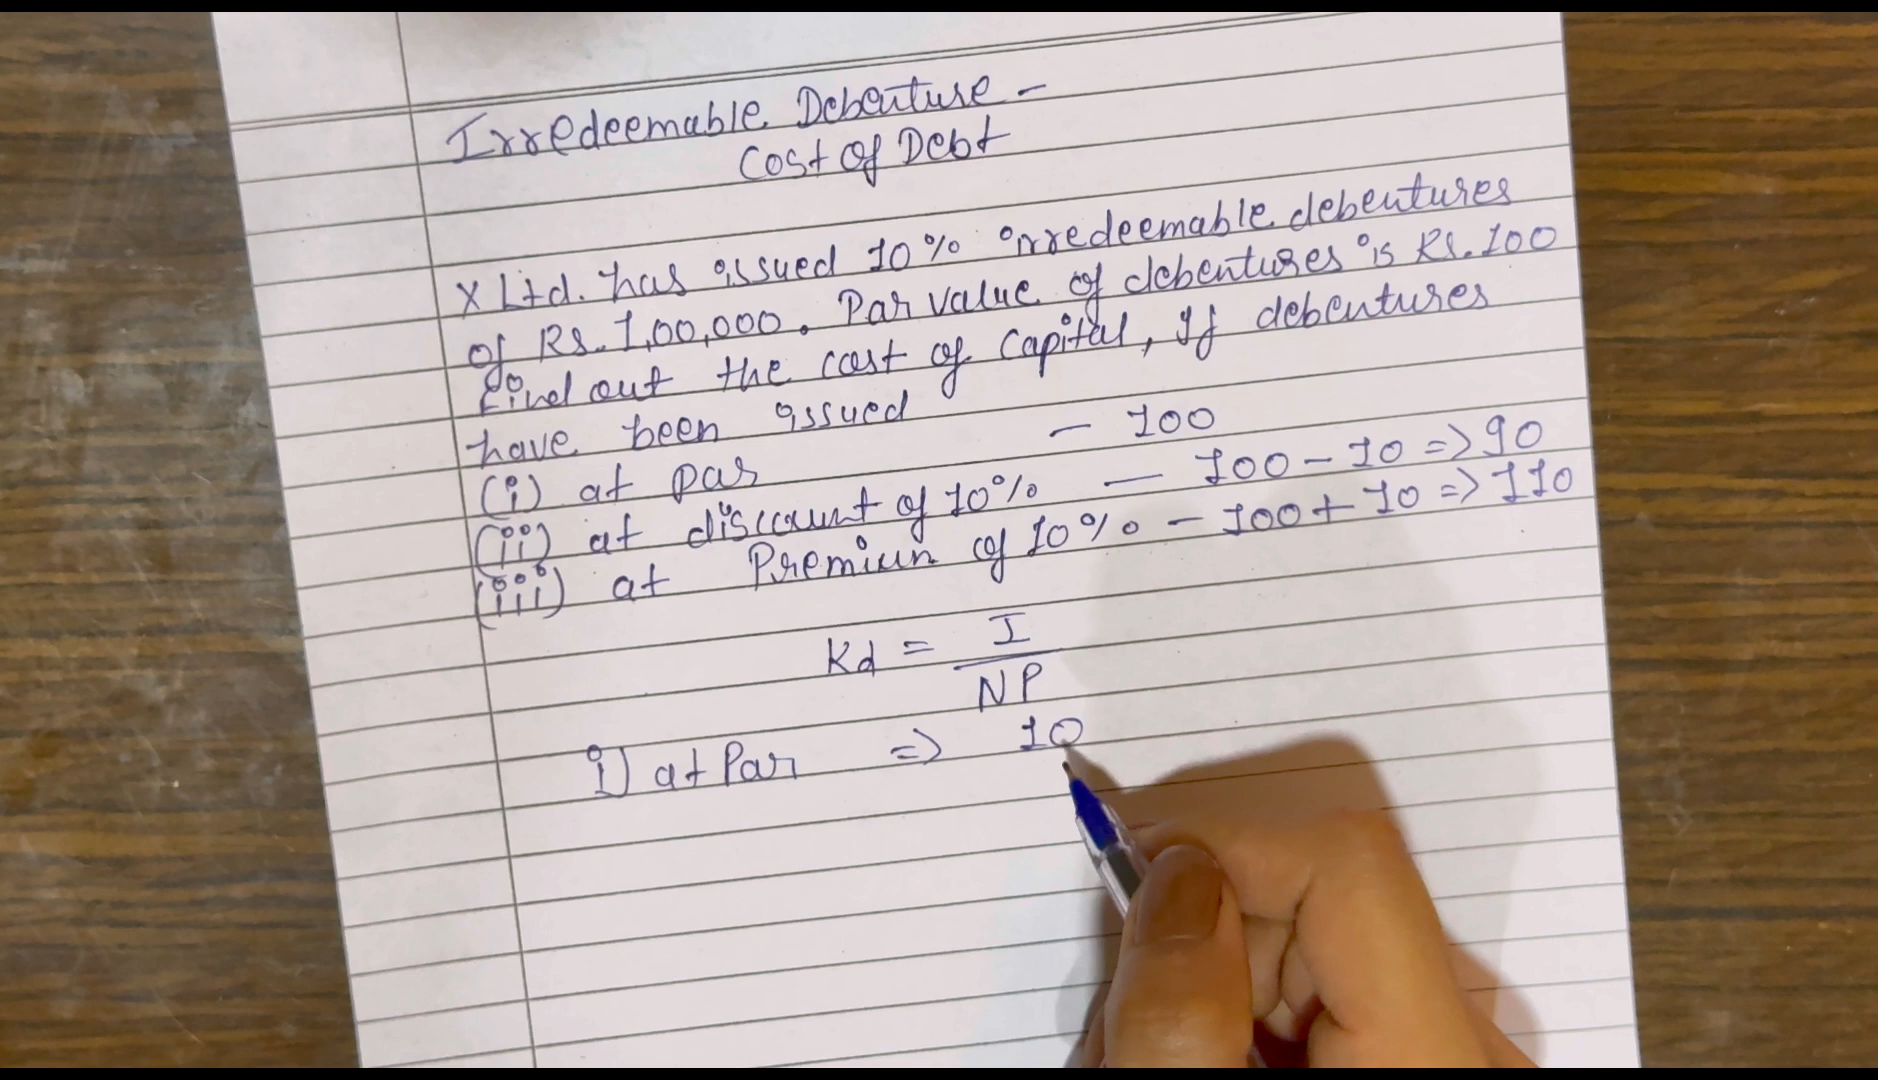 Irredeemable Debenture -
Cost of Debt
X Ltd. has issued 10% irredeemable debentures
of Rs. 1,00,000. Par value of debentures is Rs. 100
find out the cost of capital, If debentures
have been issued
(i) at par - 100
(ii) at discount of 10% - 100 - 10 => 90
(iii) at Premium of 10% - 100 + 10 => 110
Kd = I
NP
i) at Par => 10